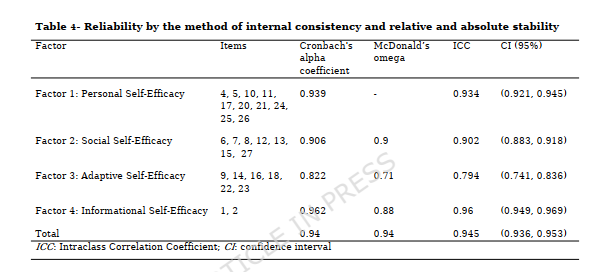 Table 4- Reliability by the method of internal consistency and relative and absolute stability
Factor Items Cronbach's alpha coefficient McDonald's omega ICC CI (95%)
Factor 1: Personal Self-Efficacy 4, 5, 10, 11, 17, 20, 21, 24, 25, 26 0.939 - 0.934 (0.921, 0.945)
Factor 2: Social Self-Efficacy 6, 7, 8, 12, 13, 15, 27 0.906 0.9 0.902 (0.883, 0.918)
Factor 3: Adaptive Self-Efficacy 9, 14, 16, 18, 22, 23 0.822 0.71 0.794 (0.741, 0.836)
Factor 4: Informational Self-Efficacy 1, 2 0.962 0.88 0.96 (0.949, 0.969)
Total 0.94 0.94 0.945 (0.936, 0.953)
ICC: Intraclass Correlation Coefficient; CI: confidence interval
TICLE IN PRESS